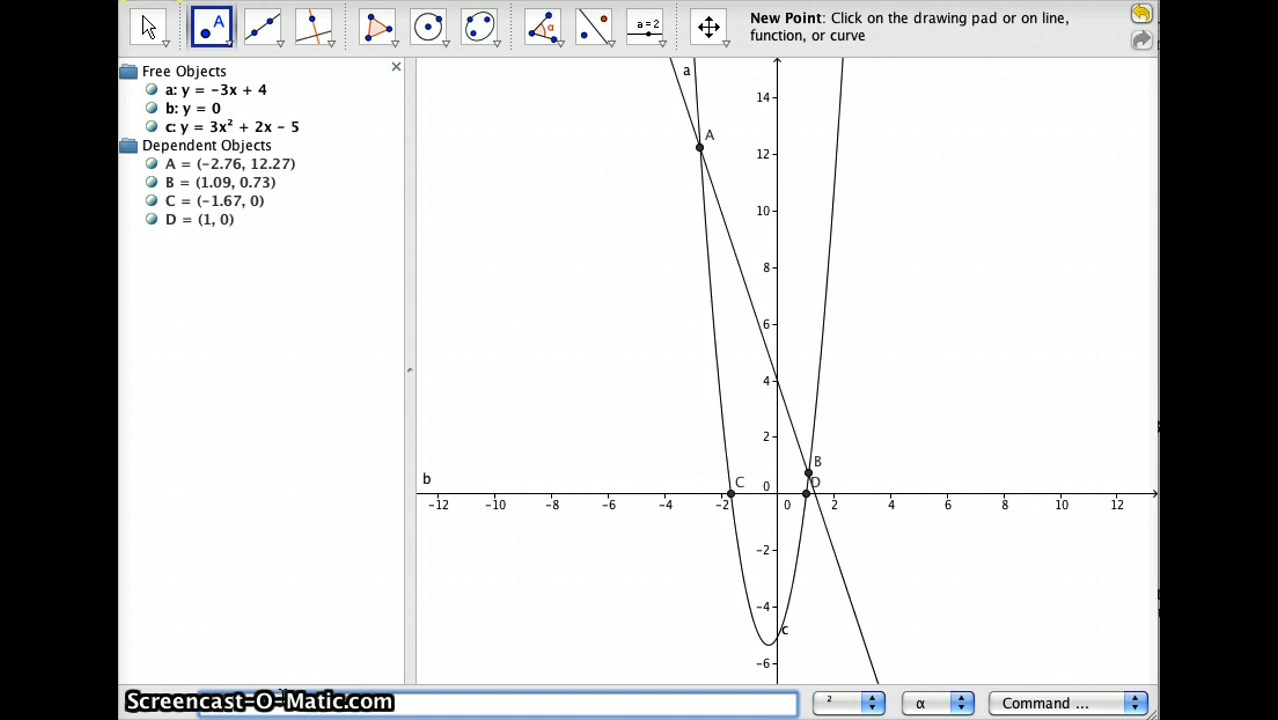 A
α
a=2
New Point: Click on the drawing pad or on line,
function, or curve
Free Objects
a: y = -3x + 4
b: y = 0
c: y = 3x² + 2x – 5
Dependent Objects
A = (-2.76, 12.27)
B = (1.09, 0.73)
C = (-1.67, 0)
D = (1, 0)
a
14
A
12
10
8
6
4
2
B
b
C
0
D
-12 -10 -8 -6 -4 -2 0 2 4 6 8 10 12
-2
-4
c
-6
Screencast-O-Matic.com
² α Command ...